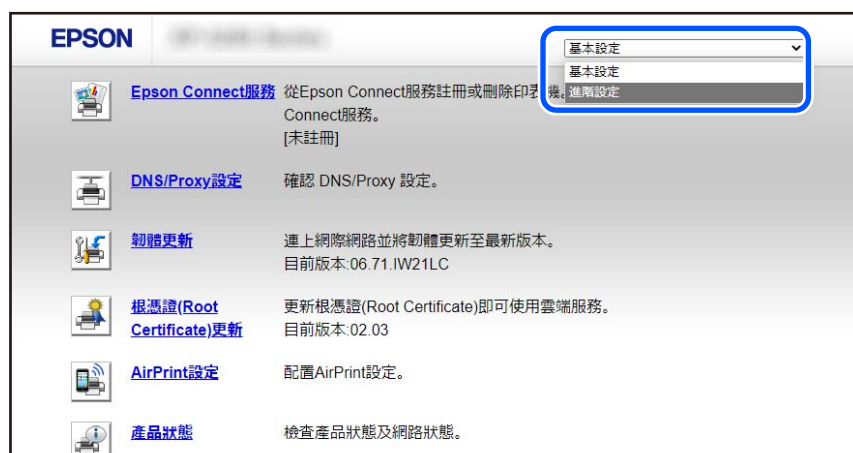 EPSON
基本設定
基本設定
進階設定
Epson Connect服務 從Epson Connect服務註冊或刪除印表機。
Connect服務。
[未註冊]
DNS/Proxy設定 確認 DNS/Proxy 設定。
韌體更新 連上網際網路並將韌體更新至最新版本。
目前版本:06.71.IW21LC
根憑證(Root 更新根憑證(Root Certificate)即可使用雲端服務。
Certificate)更新 目前版本:02.03
AirPrint設定 配置AirPrint設定。
產品狀態 檢查產品狀態及網路狀態。